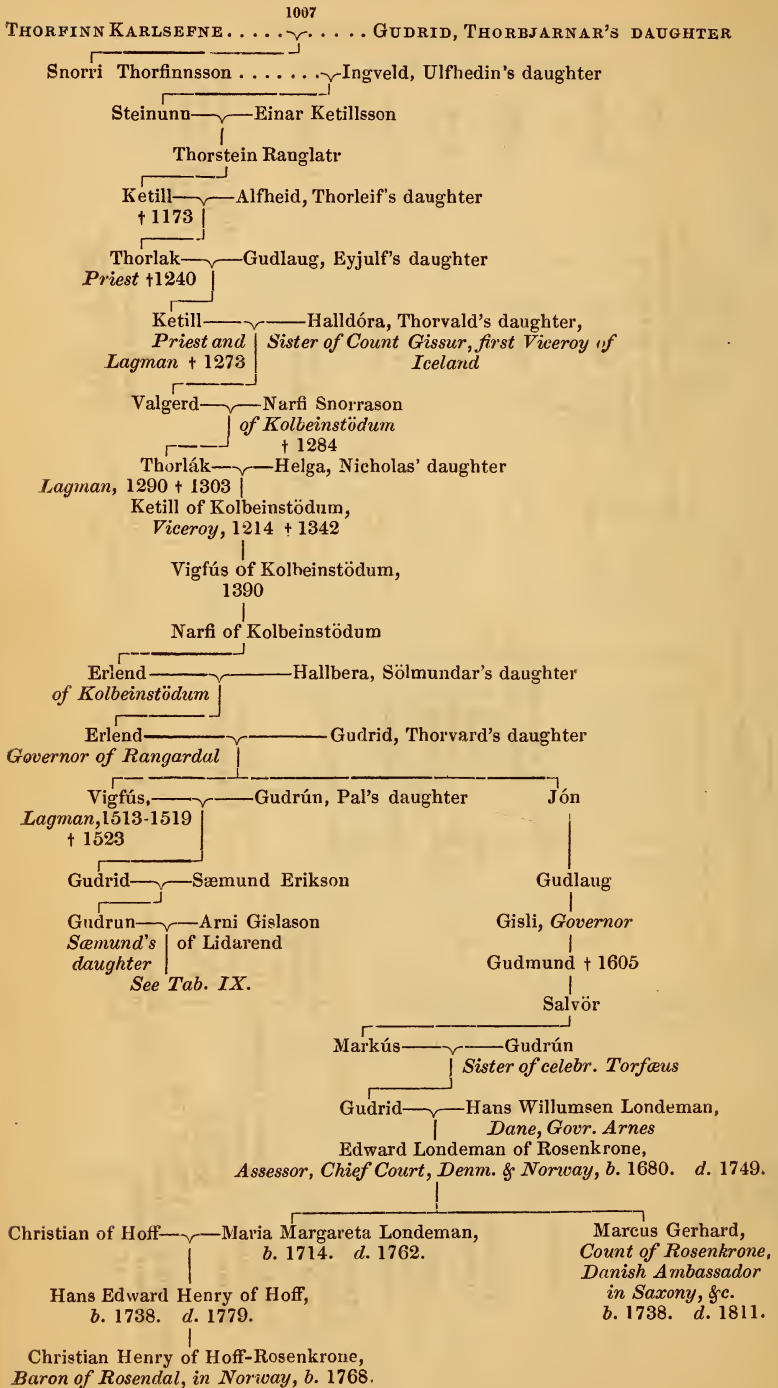 1007
THORFINN KARLSEFNE . . . . . . . . . . GUDRID, THORBJARNAR'S DAUGHTER
Snorri Thorfinnsson . . . . . . . Ingveld, Ulfhedin's daughter
Steinunn Einar Ketillsson
Thorstein Ranglatr
Ketill Alfheid, Thorleif's daughter
† 1173
Thorlak Gudlaug, Eyjulf's daughter
Priest †1240
Ketill Halldóra, Thorvald's daughter,
Priest and Sister of Count Gissur, first Viceroy of
Lagman † 1273 Iceland
Valgerd Narfi Snorrason
of Kolbeinstödum
† 1284
Thorlák Helga, Nicholas' daughter
Lagman, 1290 † 1303
Ketill of Kolbeinstödum,
Viceroy, 1214 † 1342
Vigfús of Kolbeinstödum,
1390
Narfi of Kolbeinstödum
Erlend Hallbera, Sölmundar's daughter
of Kolbeinstödum
Erlend Gudrid, Thorvard's daughter
Governor of Rangardal
Vigfús, Gudrún, Pal's daughter Jón
Lagman, 1513-1519
† 1523
Gudrid Sæmund Erikson Gudlaug
Gudrun Arni Gislason Gisli, Governor
Sæmund's of Lidarend
daughter Gudmund † 1605
See Tab. IX.
Salvör
Markús Gudrún
Sister of celebr. Torfæus
Gudrid Hans Willumsen Londeman,
Dane, Govr. Arnes
Edward Londeman of Rosenkrone,
Assessor, Chief Court, Denm. & Norway, b. 1680. d. 1749.
Christian of Hoff Maria Margareta Londeman, Marcus Gerhard,
b. 1714. d. 1762. Count of Rosenkrone,
Danish Ambassador
Hans Edward Henry of Hoff, in Saxony, &c.
b. 1738. d. 1779. b. 1738. d. 1811.
Christian Henry of Hoff-Rosenkrone,
Baron of Rosendal, in Norway, b. 1768.